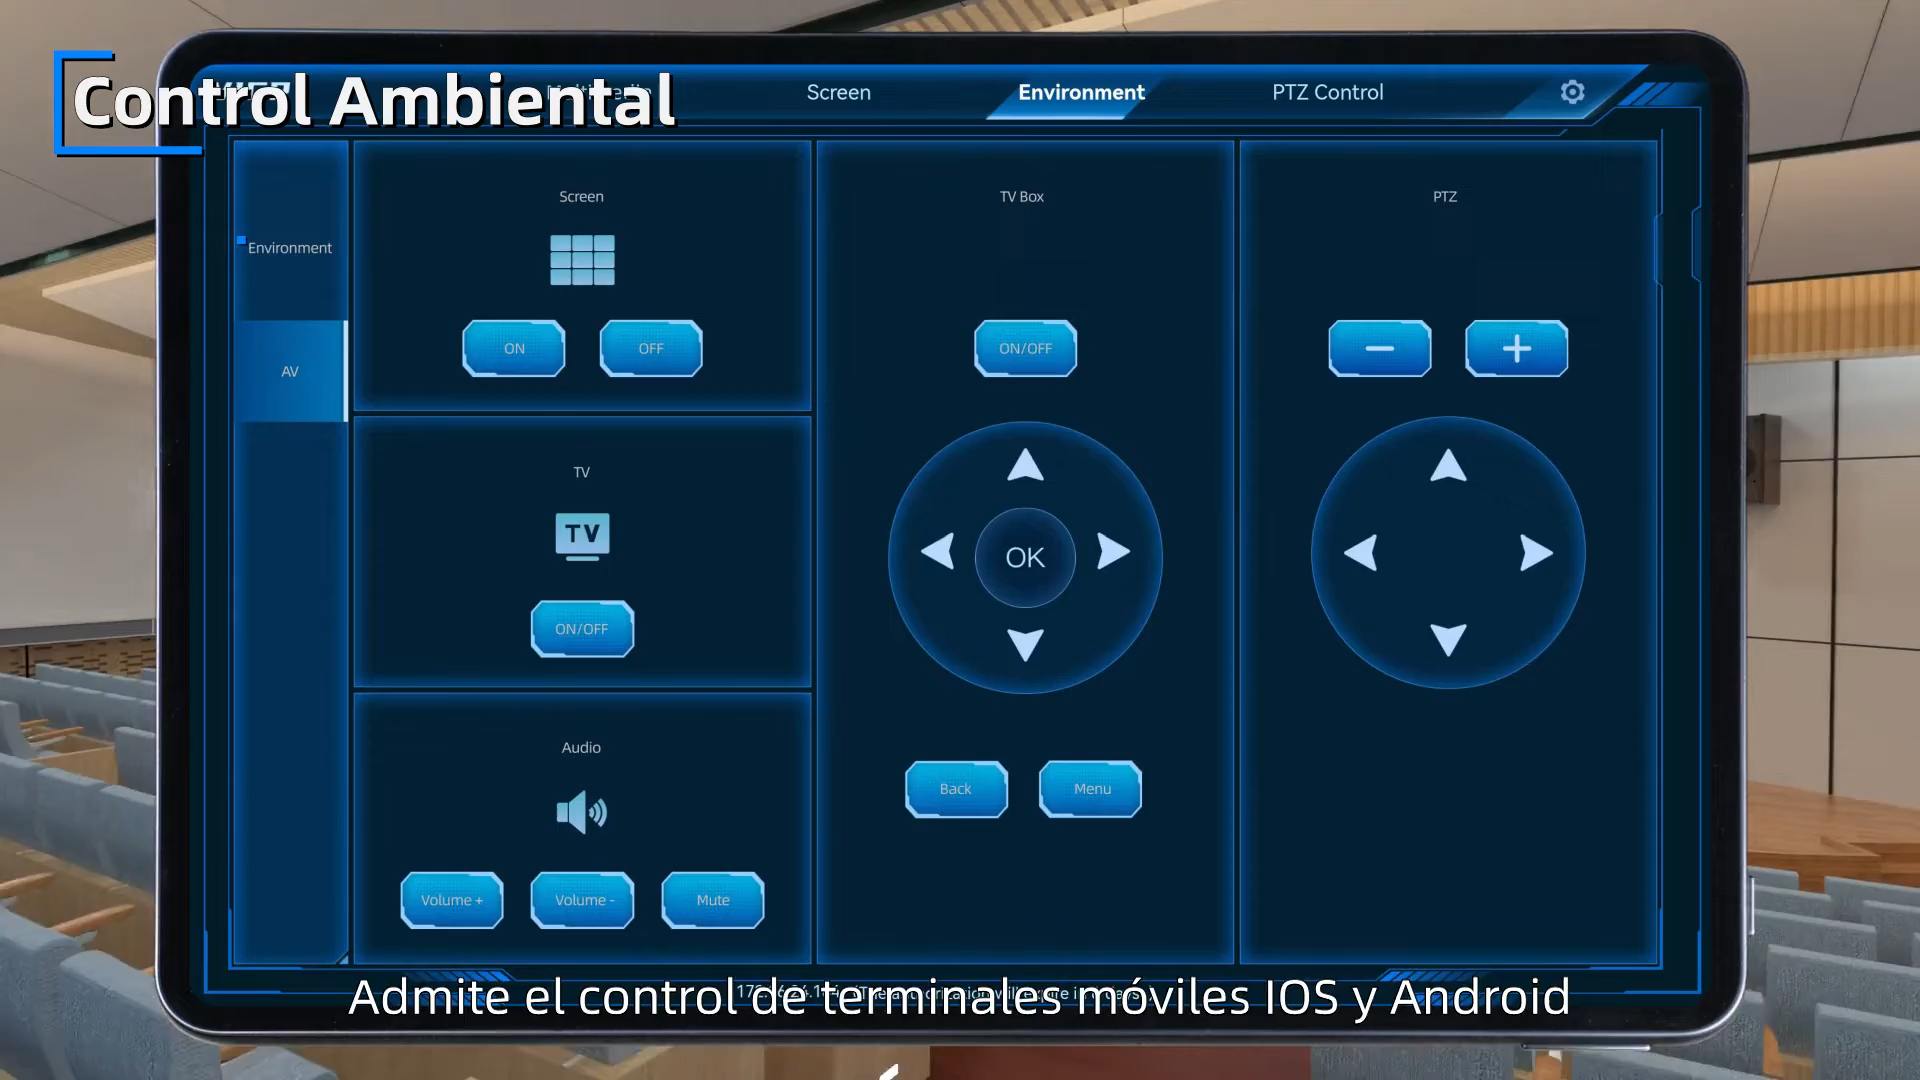 Control Ambiental
Screen
Environment
PTZ Control
Environment
AV
Screen
ON
OFF
TV
TV
ON/OFF
Audio
Volume +
Volume -
Mute
TV Box
ON/OFF
OK
Back
Menu
PTZ
Admite el control de terminales móviles IOS y Android